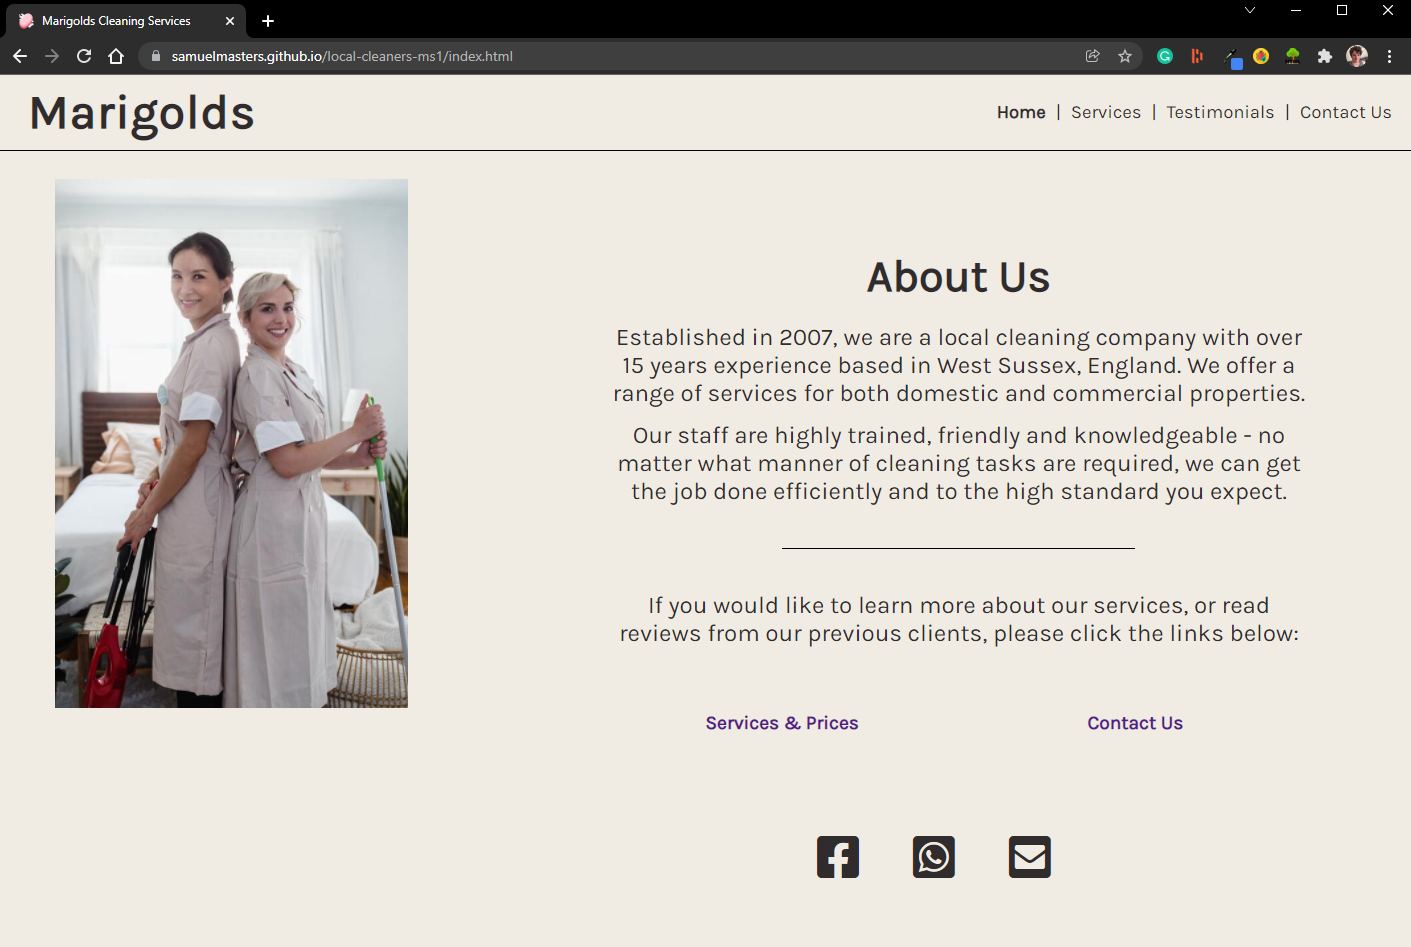 Marigolds Cleaning Services
samuelmasters.github.io/local-cleaners-ms1/index.html
Marigolds
Home | Services | Testimonials | Contact Us
About Us
Established in 2007, we are a local cleaning company with over
15 years experience based in West Sussex, England. We offer a
range of services for both domestic and commercial properties.
Our staff are highly trained, friendly and knowledgeable - no
matter what manner of cleaning tasks are required, we can get
the job done efficiently and to the high standard you expect.
If you would like to learn more about our services, or read
reviews from our previous clients, please click the links below:
Services & Prices
Contact Us